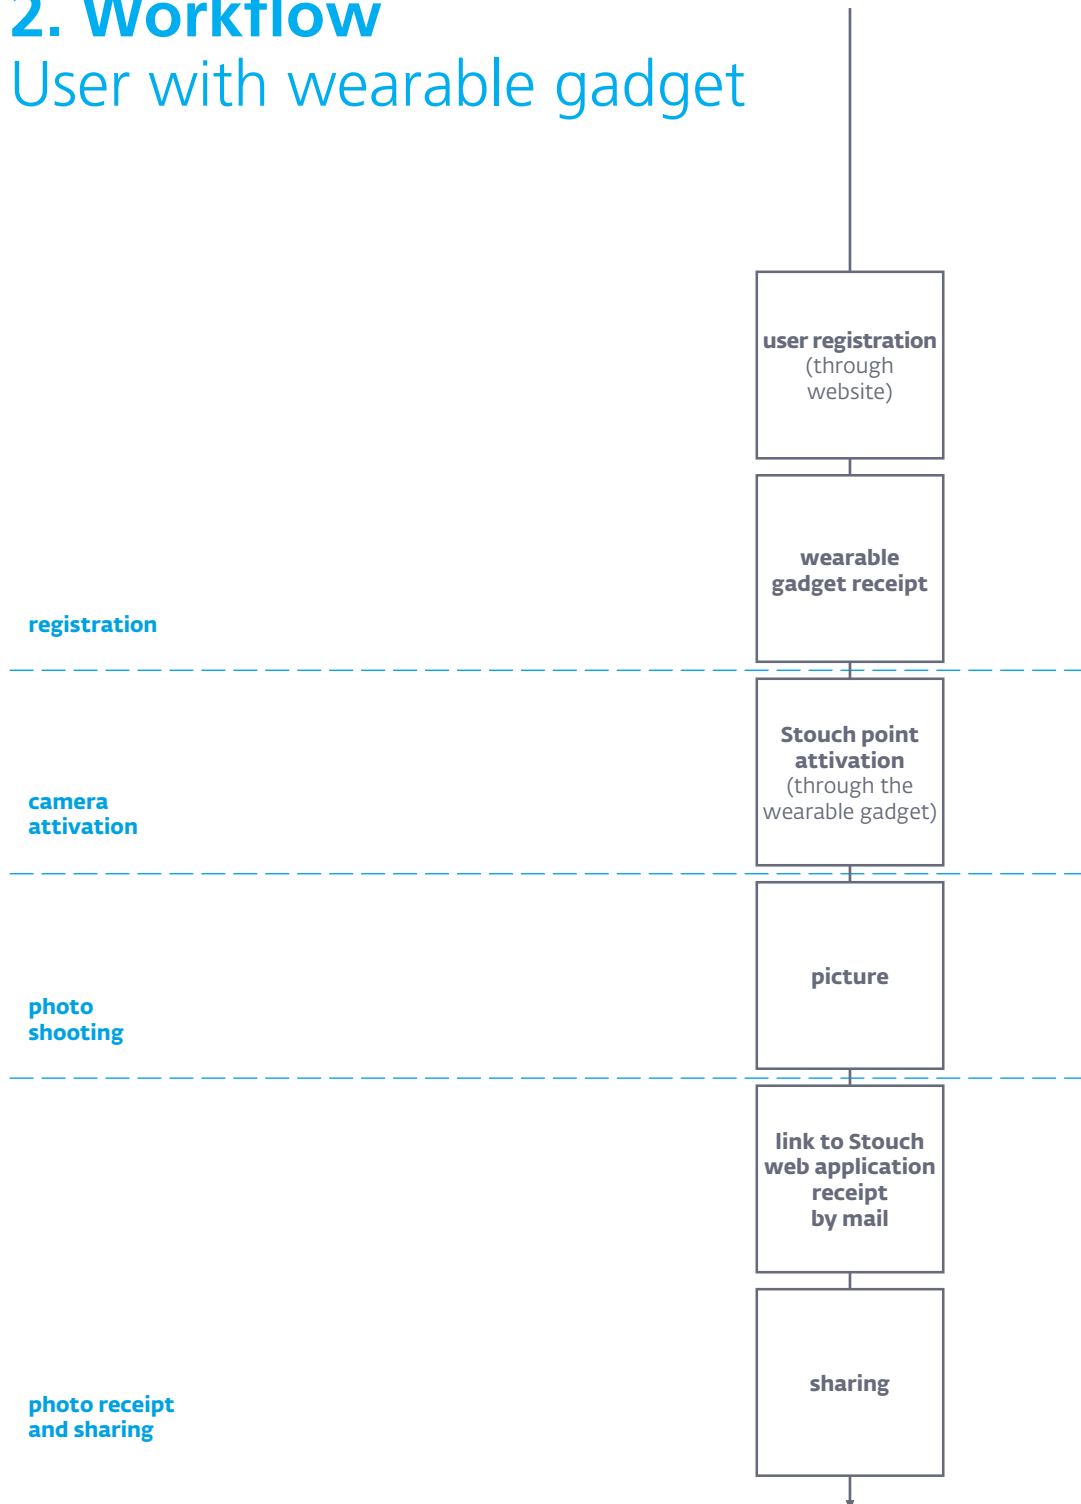 2. Workflow
User with wearable gadget
user registration
(through
website)
wearable
gadget receipt
registration
Stouch point
attivation
(through the
wearable gadget)
camera
attivation
picture
photo
shooting
link to Stouch
web application
receipt
by mail
sharing
photo receipt
and sharing